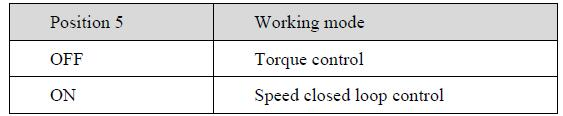 Position 5 Working mode
OFF Torque control
ON Speed closed loop control